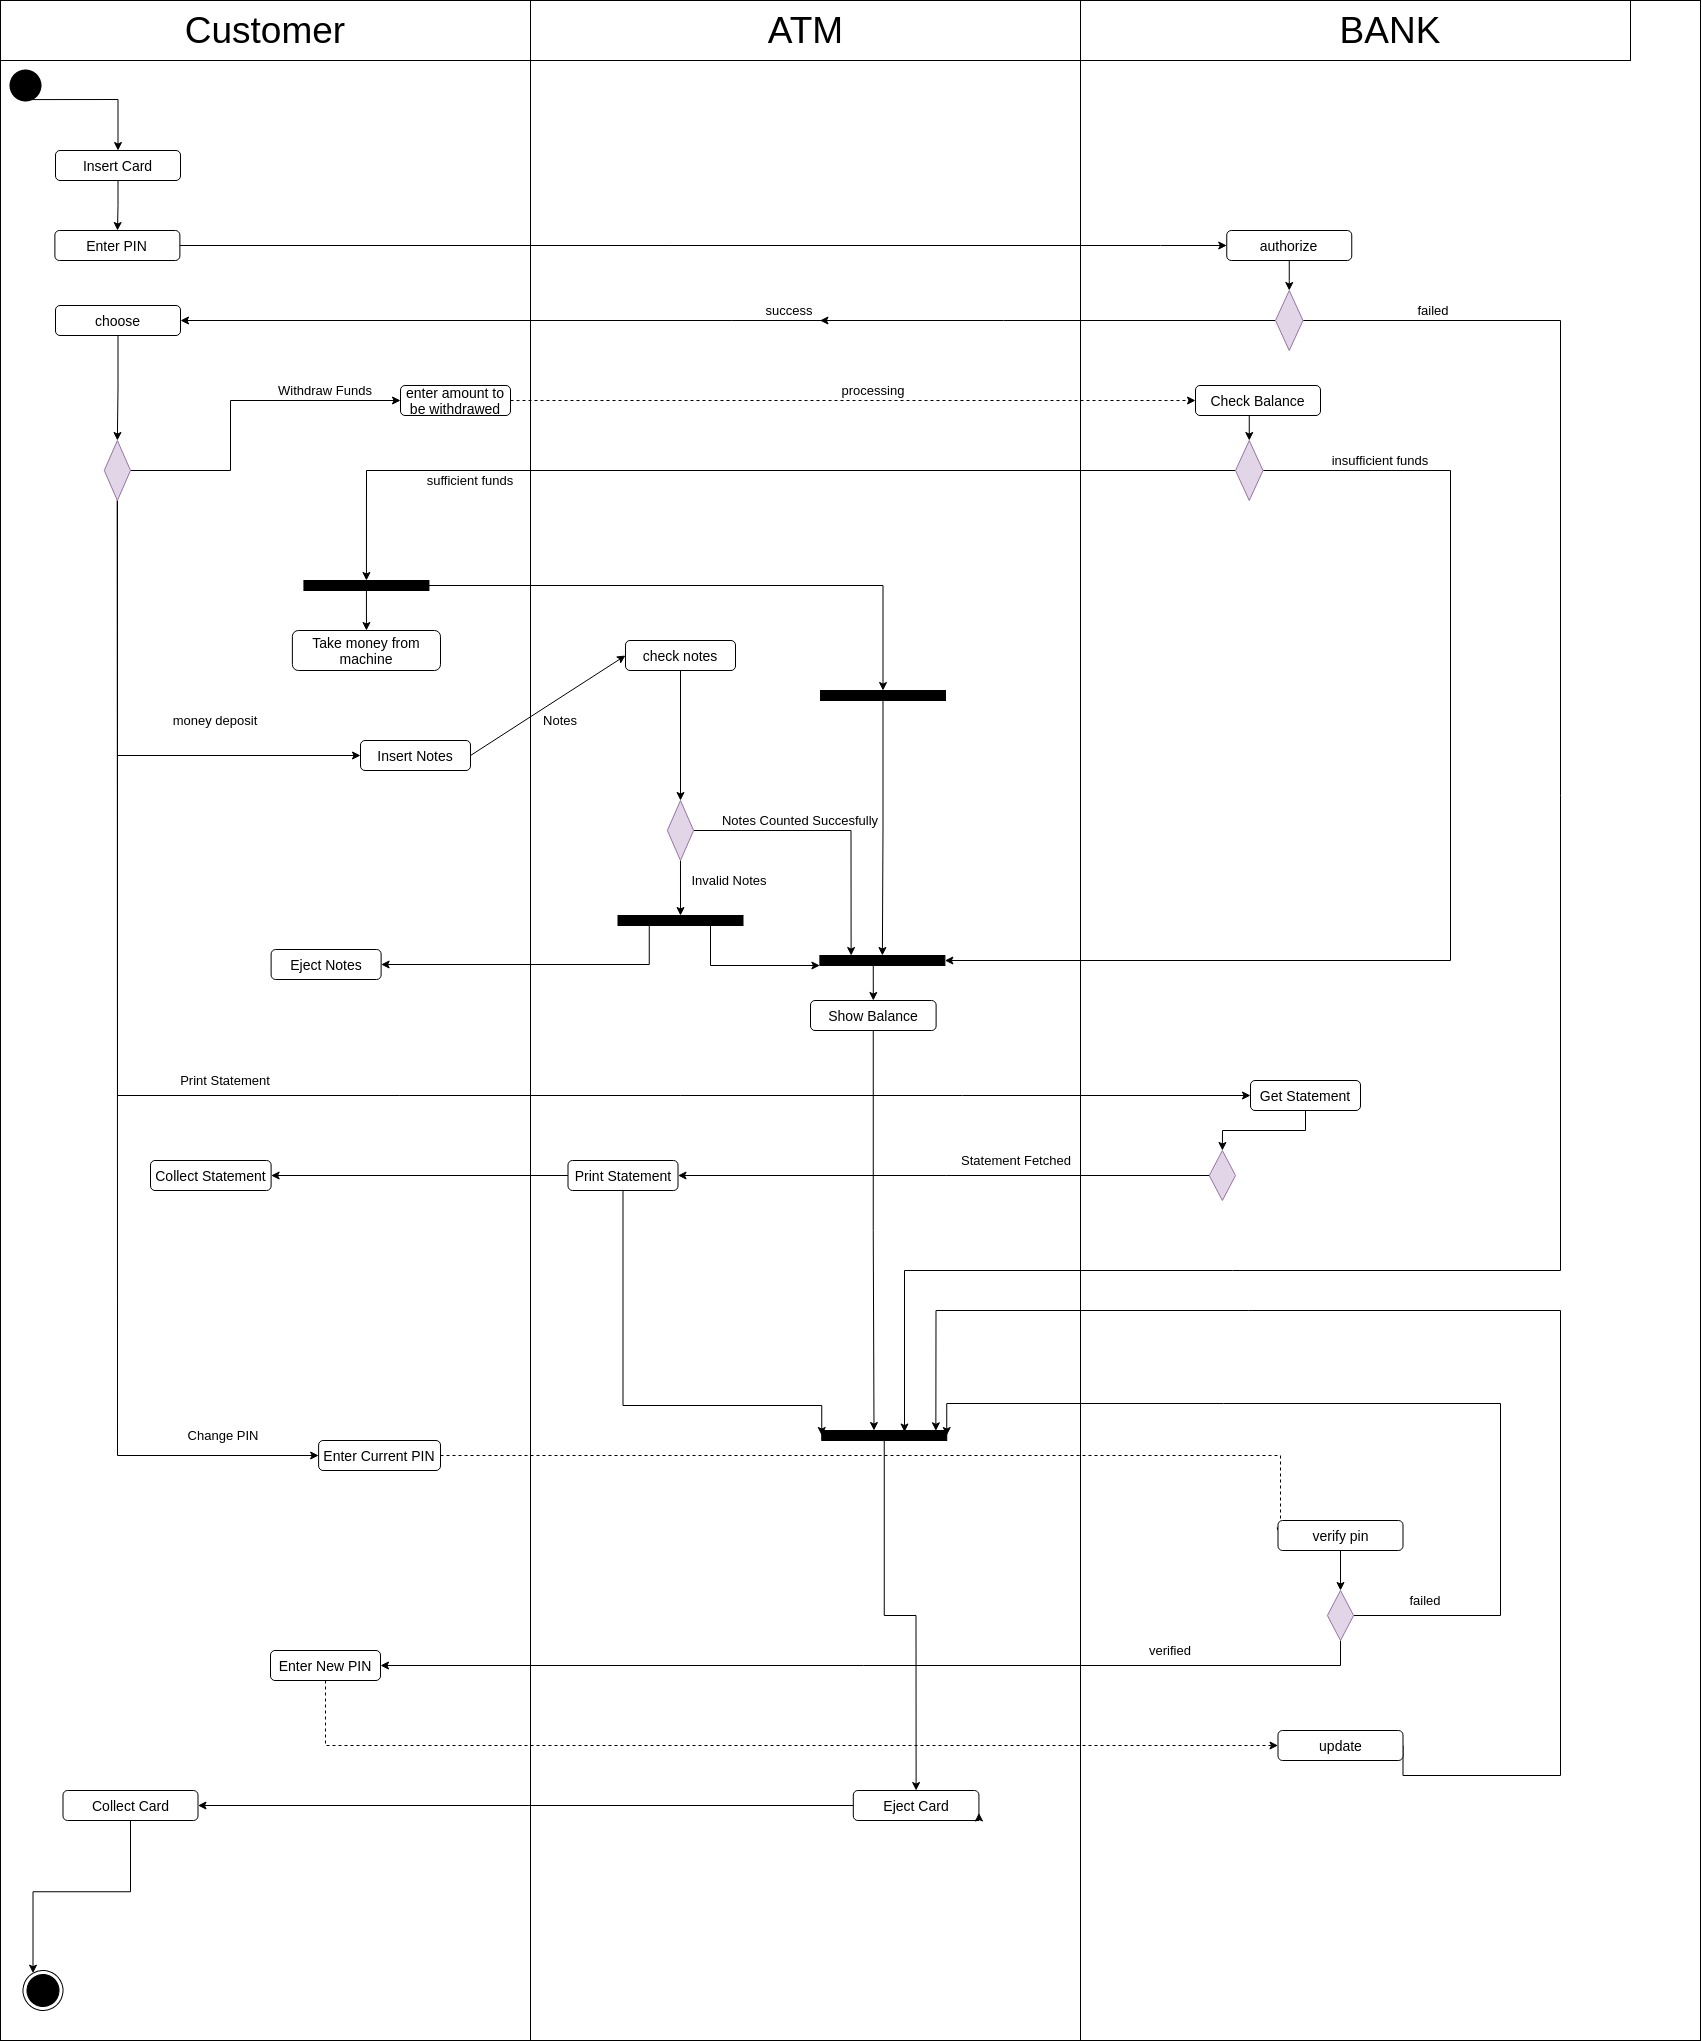 Customer
ATM
BANK
Insert Card
Enter PIN
authorize
choose
success
failed
Withdraw Funds
enter amount to
be withdrawed
processing
Check Balance
sufficient funds
insufficient funds
Take money from
machine
check notes
money deposit
Notes
Insert Notes
Notes Counted Succesfully
Invalid Notes
Eject Notes
Show Balance
Print Statement
Get Statement
Collect Statement
Print Statement
Statement Fetched
Change PIN
Enter Current PIN
verify pin
failed
verified
Enter New PIN
update
Collect Card
Eject Card